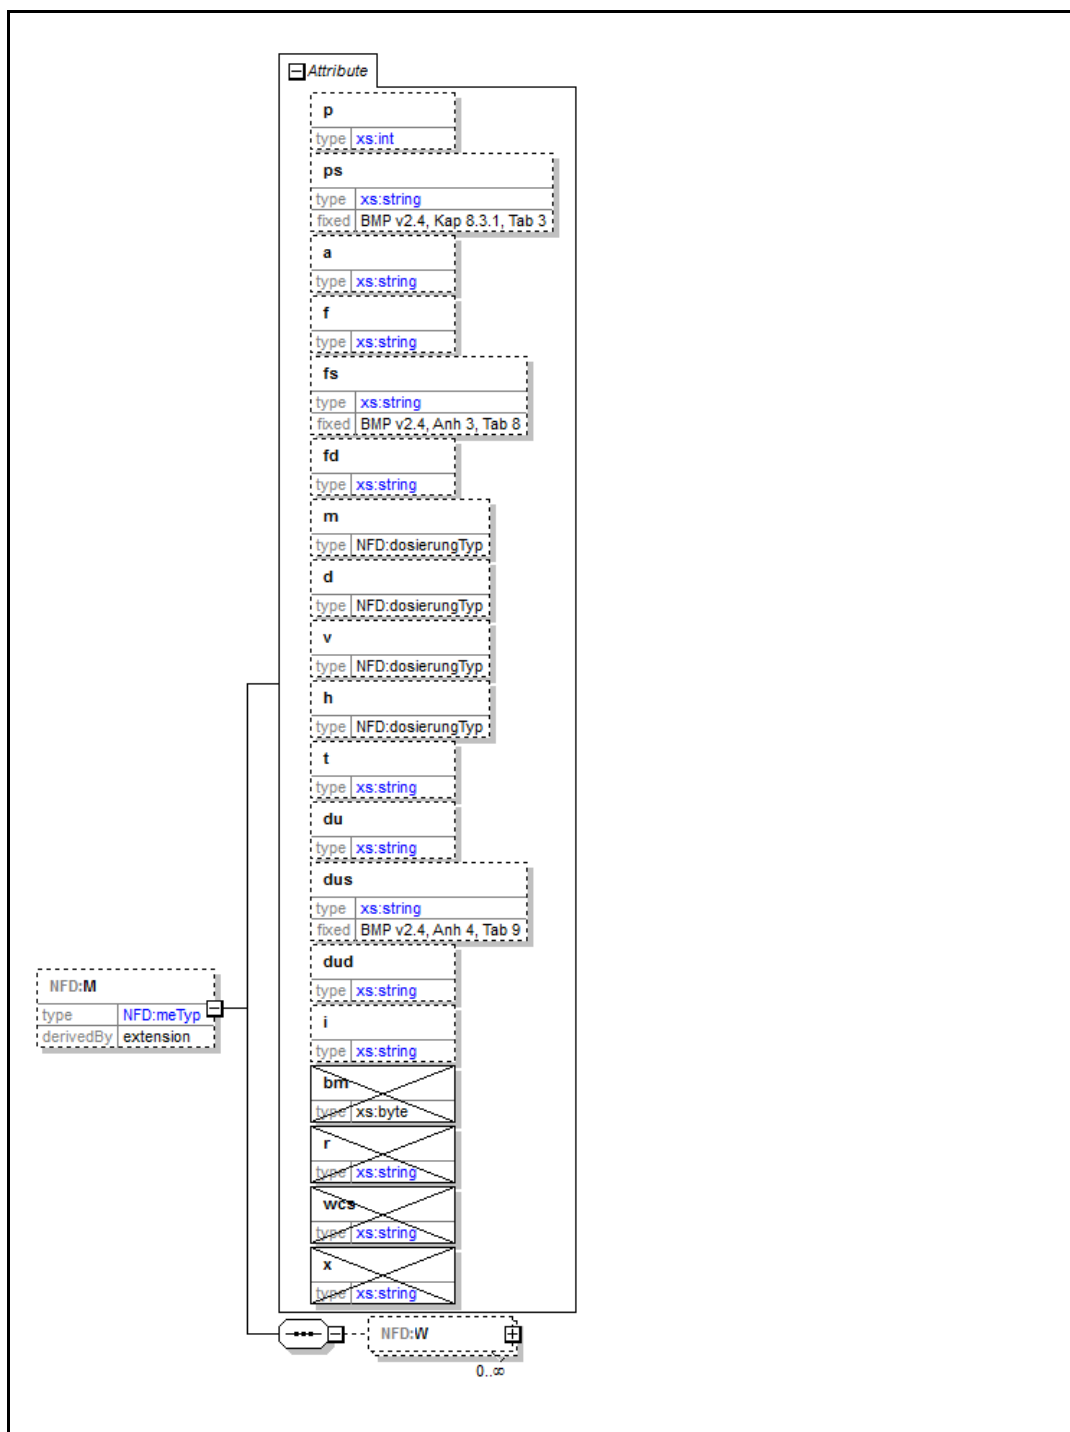 Attribute
p
type xs:int
ps
type xs:string
fixed BMP v2.4, Kap 8.3.1, Tab 3
a
type xs:string
f
type xs:string
fs
type xs:string
fixed BMP v2.4, Anh 3, Tab 8
fd
type xs:string
m
type NFD:dosierungTyp
d
type NFD:dosierungTyp
v
type NFD:dosierungTyp
h
type NFD:dosierungTyp
t
type xs:string
du
type xs:string
dus
type xs:string
fixed BMP v2.4, Anh 4, Tab 9
dud
type xs:string
i
type xs:string
bm
type xs:byte
r
type xs:string
wcs
type xs:string
x
type xs:string
NFD:M
type NFD:meTyp
derivedBy extension
NFD:W
0..∞